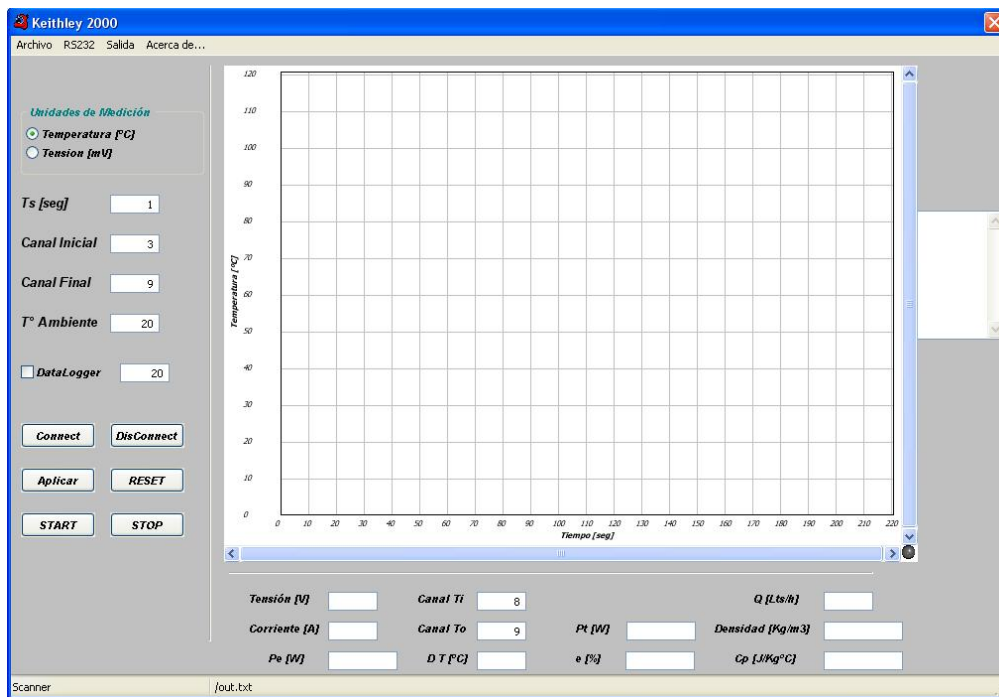 Keithley 2000
Archivo RS232 Salida Acerca de...
Unidades de Medición
Temperatura [ºC]
Tension [mV]
Ts [seg] 1
Canal Inicial 3
Canal Final 9
T° Ambiente 20
DataLogger 20
Connect DisConnect
Aplicar RESET
START STOP
Temperatura [ºC]
120
110
100
90
80
70
60
50
40
30
20
10
0
0 10 20 30 40 50 60 70 80 90 100 110 120 130 140 150 160 170 180 190 200 210 220
Tiempo [seg]
Tensión [V] Canal Ti 8 Q [Lts/h]
Corriente [A] Canal To 9 Pt [W] Densidad [Kg/m3]
Pe [W] D T [ºC] e [%] Cp [J/KgºC]
Scanner /out.txt